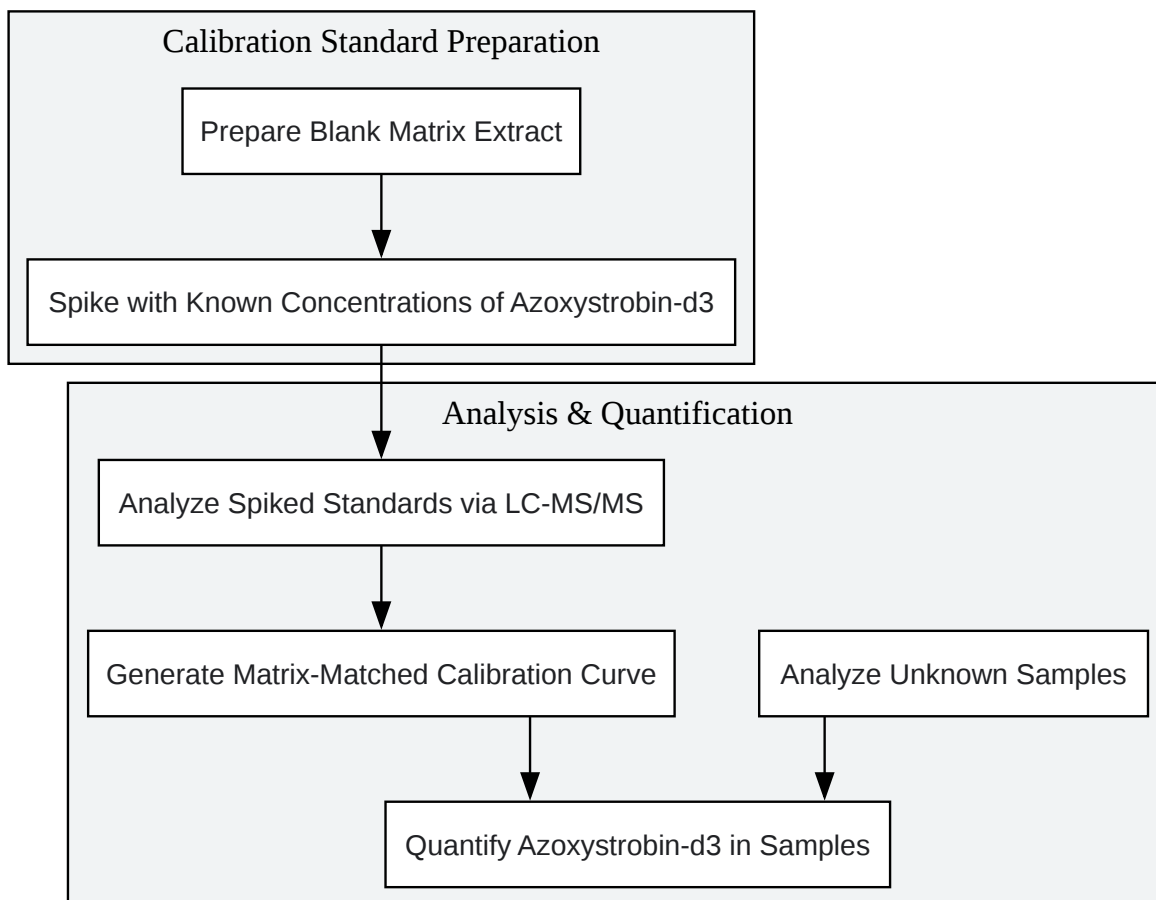 Calibration Standard Preparation
Prepare Blank Matrix Extract
Spike with Known Concentrations of Azoxystrobin-d3
Analysis & Quantification
Analyze Spiked Standards via LC-MS/MS
Generate Matrix-Matched Calibration Curve
Analyze Unknown Samples
Quantify Azoxystrobin-d3 in Samples